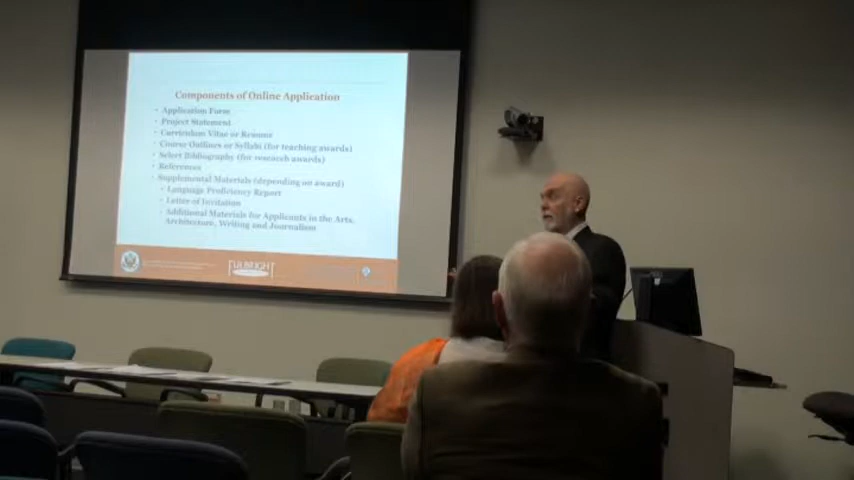 Components of Online Application
• Application Form
• Project Statement
• Curriculum Vitae or Resume
• Course Outlines or Syllabi (for teaching awards)
• Select Bibliography (for research awards)
• References
• Supplemental Materials (depending on award)
• Language Proficiency Report
• Letter of Invitation
• Additional Materials for Applicants in the Arts,
Architecture, Writing and Journalism